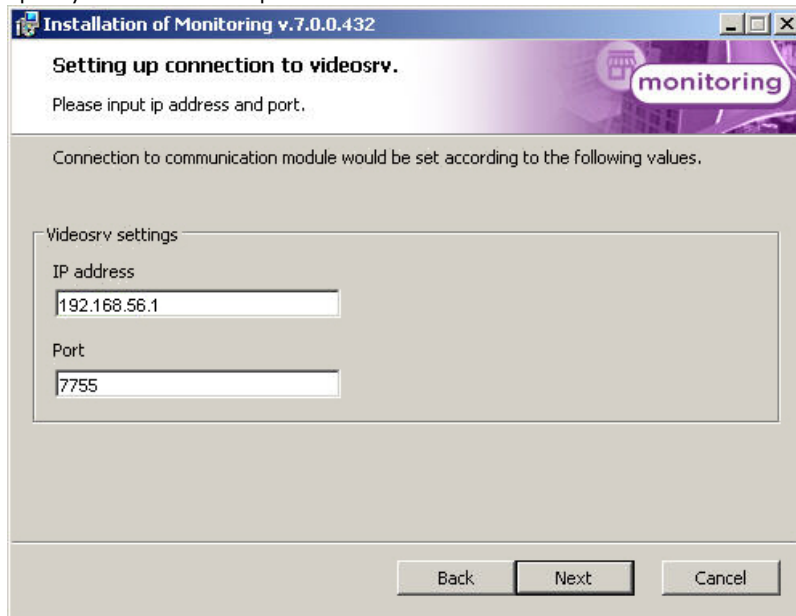 Installation of Monitoring v.7.0.0.432
Setting up connection to videosrv.
Please input ip address and port.
monitoring
Connection to communication module would be set according to the following values.
Videosrv settings
IP address
192.168.56.1
Port
7755
Back Next Cancel